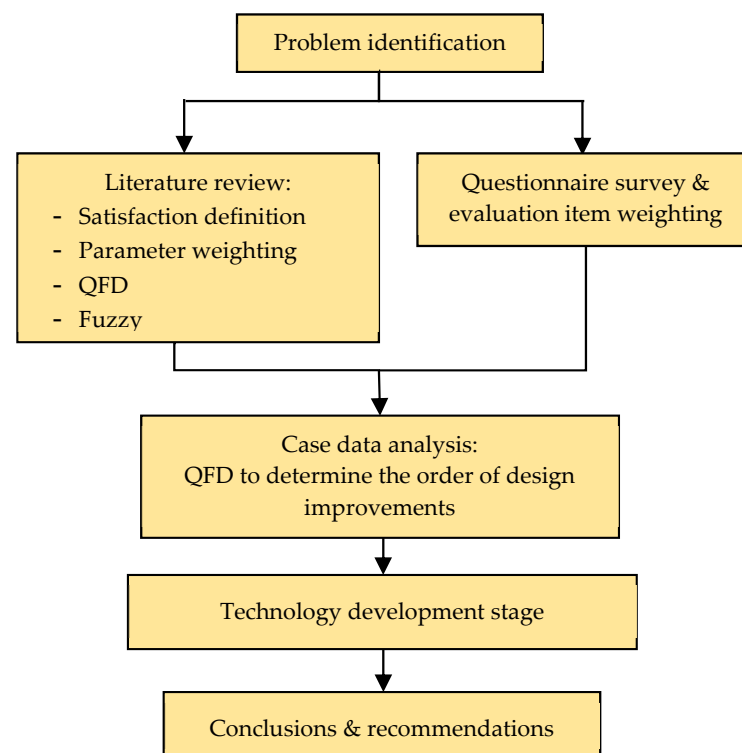 Problem identification
Literature review:
- Satisfaction definition
- Parameter weighting
- QFD
- Fuzzy
Questionnaire survey &
evaluation item weighting
Case data analysis:
QFD to determine the order of design
improvements
Technology development stage
Conclusions & recommendations